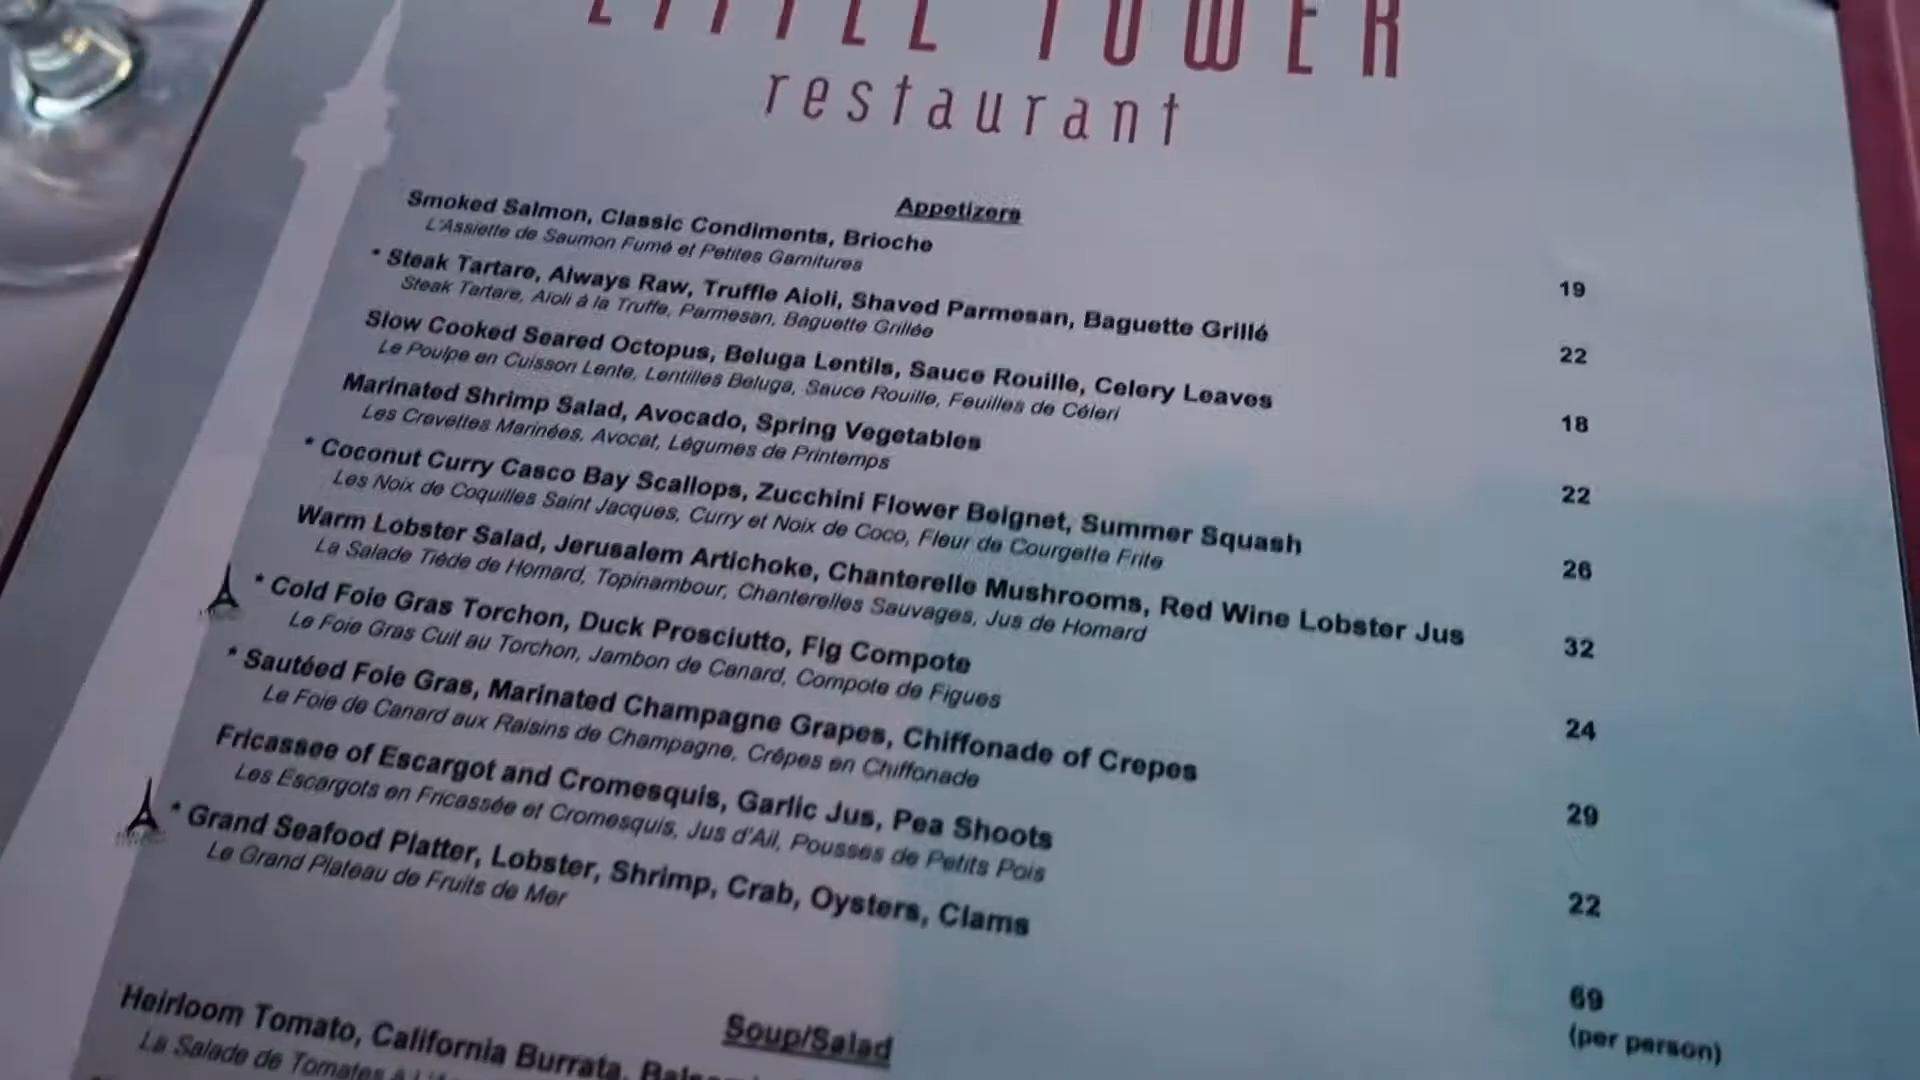 EIFFEL TOWER
restaurant
Appetizers
Smoked Salmon, Classic Condiments, Brioche 19
L'Assiette de Saumon Fumé et Petites Garnitures
* Steak Tartare, Always Raw, Truffle Aioli, Shaved Parmesan, Baguette Grillé 22
Steak Tartare, Aïoli à la Truffe, Parmesan, Baguette Grillée
Slow Cooked Seared Octopus, Beluga Lentils, Sauce Rouille, Celery Leaves 18
Le Poulpe en Cuisson Lente, Lentilles Beluga, Sauce Rouille, Feuilles de Céleri
Marinated Shrimp Salad, Avocado, Spring Vegetables 22
Les Crevettes Marinées, Avocat, Légumes de Printemps
* Coconut Curry Casco Bay Scallops, Zucchini Flower Beignet, Summer Squash 26
Les Noix de Coquilles Saint Jacques, Curry et Noix de Coco, Fleur de Courgette Frite
Warm Lobster Salad, Jerusalem Artichoke, Chanterelle Mushrooms, Red Wine Lobster Jus 32
La Salade Tiède de Homard, Topinambour, Chanterelles Sauvages, Jus de Homard
* Cold Foie Gras Torchon, Duck Prosciutto, Fig Compote 24
Le Foie Gras Cuit au Torchon, Jambon de Canard, Compote de Figues
* Sautéed Foie Gras, Marinated Champagne Grapes, Chiffonade of Crepes 29
Le Foie de Canard aux Raisins de Champagne, Crêpes en Chiffonade
Fricassee of Escargot and Cromesquis, Garlic Jus, Pea Shoots 22
Les Escargots en Fricassée et Cromesquis, Jus d'Ail, Pousses de Petits Pois
* Grand Seafood Platter, Lobster, Shrimp, Crab, Oysters, Clams 69
Le Grand Plateau de Fruits de Mer (per person)
Soup/Salad
Heirloom Tomato, California Burrata,
La Salade de Tomates à